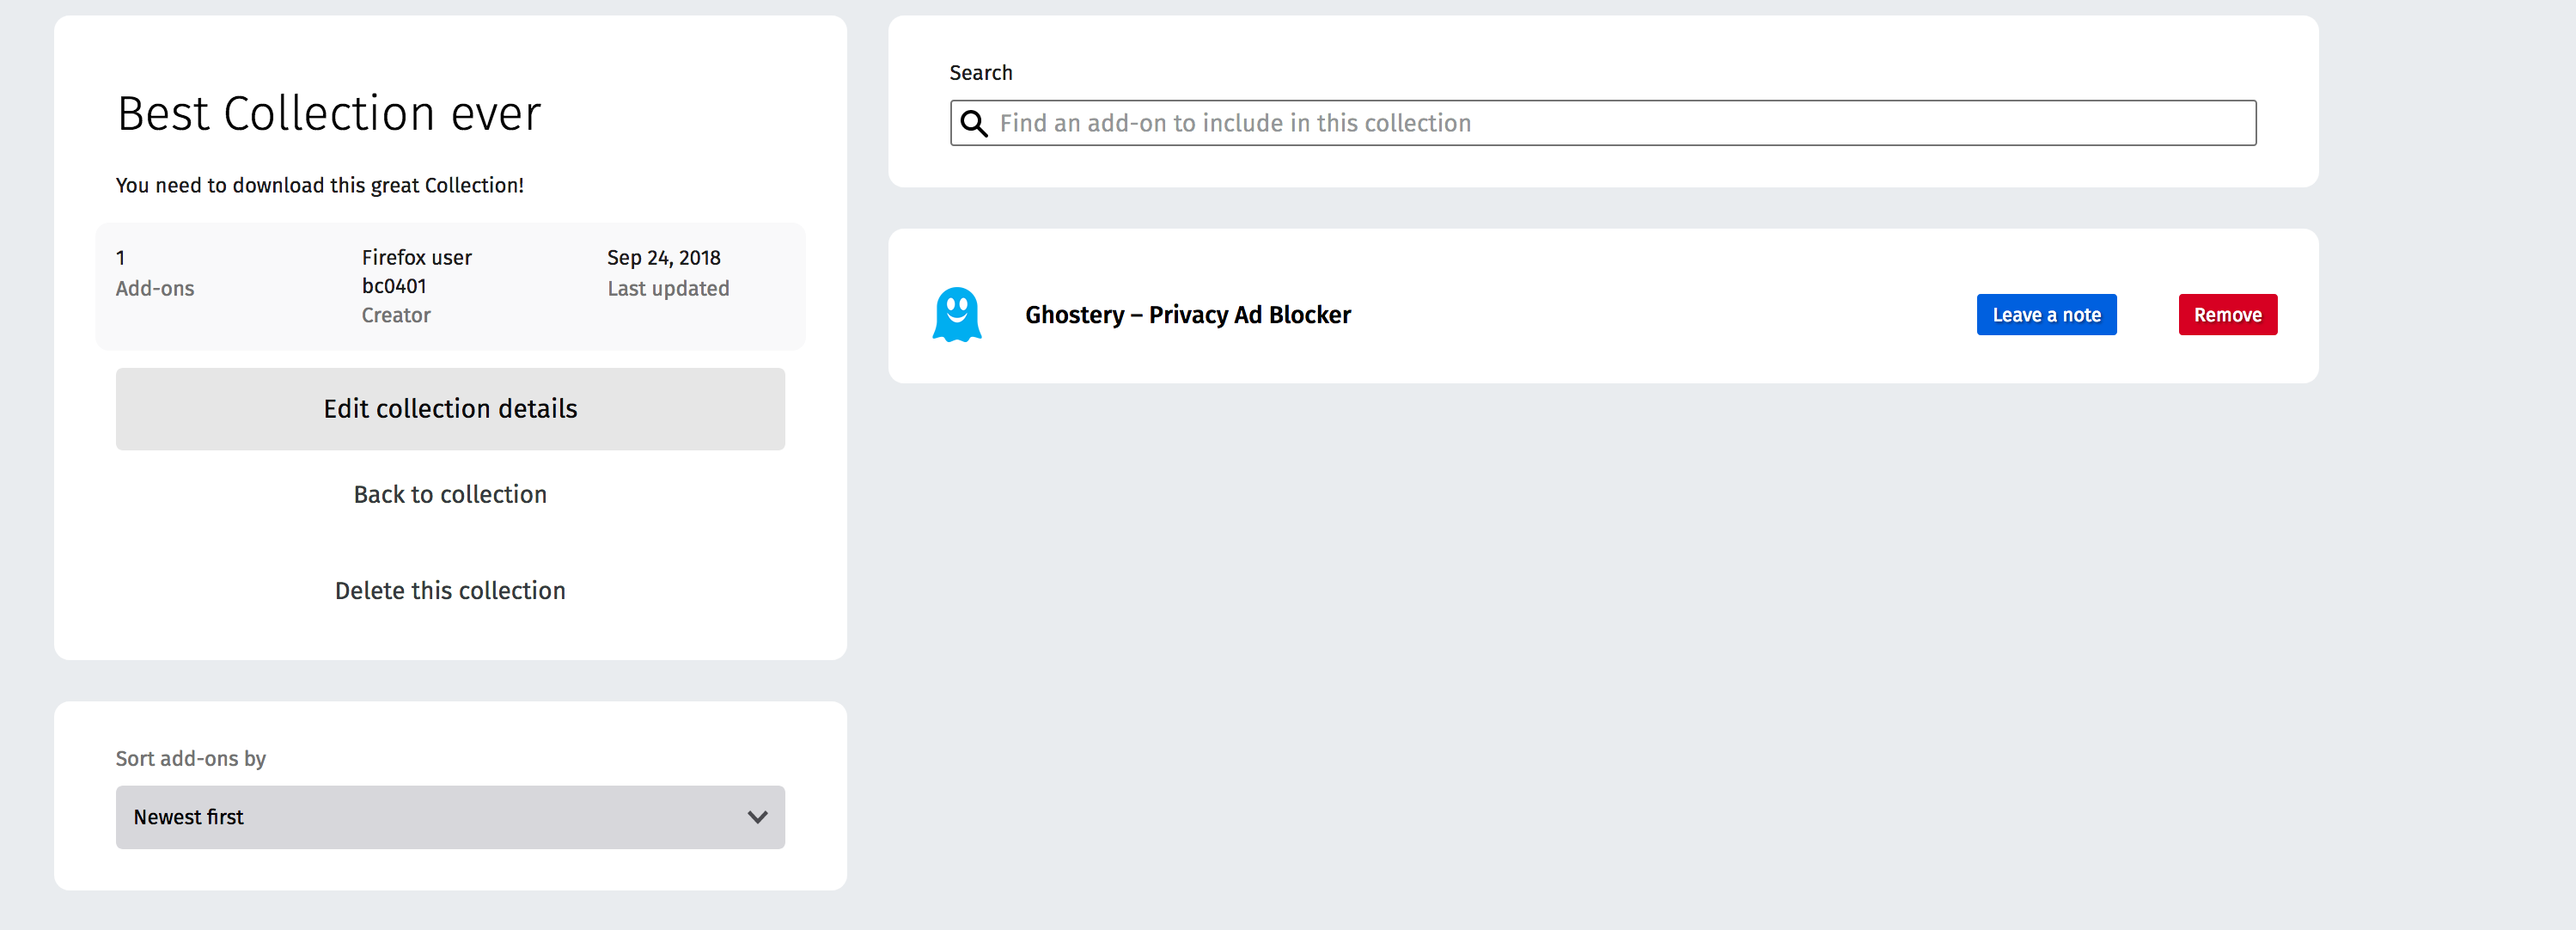 Best Collection ever
You need to download this great Collection!
1
Add-ons
Firefox user
bc0401
Creator
Sep 24, 2018
Last updated
Edit collection details
Back to collection
Delete this collection
Sort add-ons by
Newest first
Search
Find an add-on to include in this collection
Ghostery – Privacy Ad Blocker
Leave a note
Remove